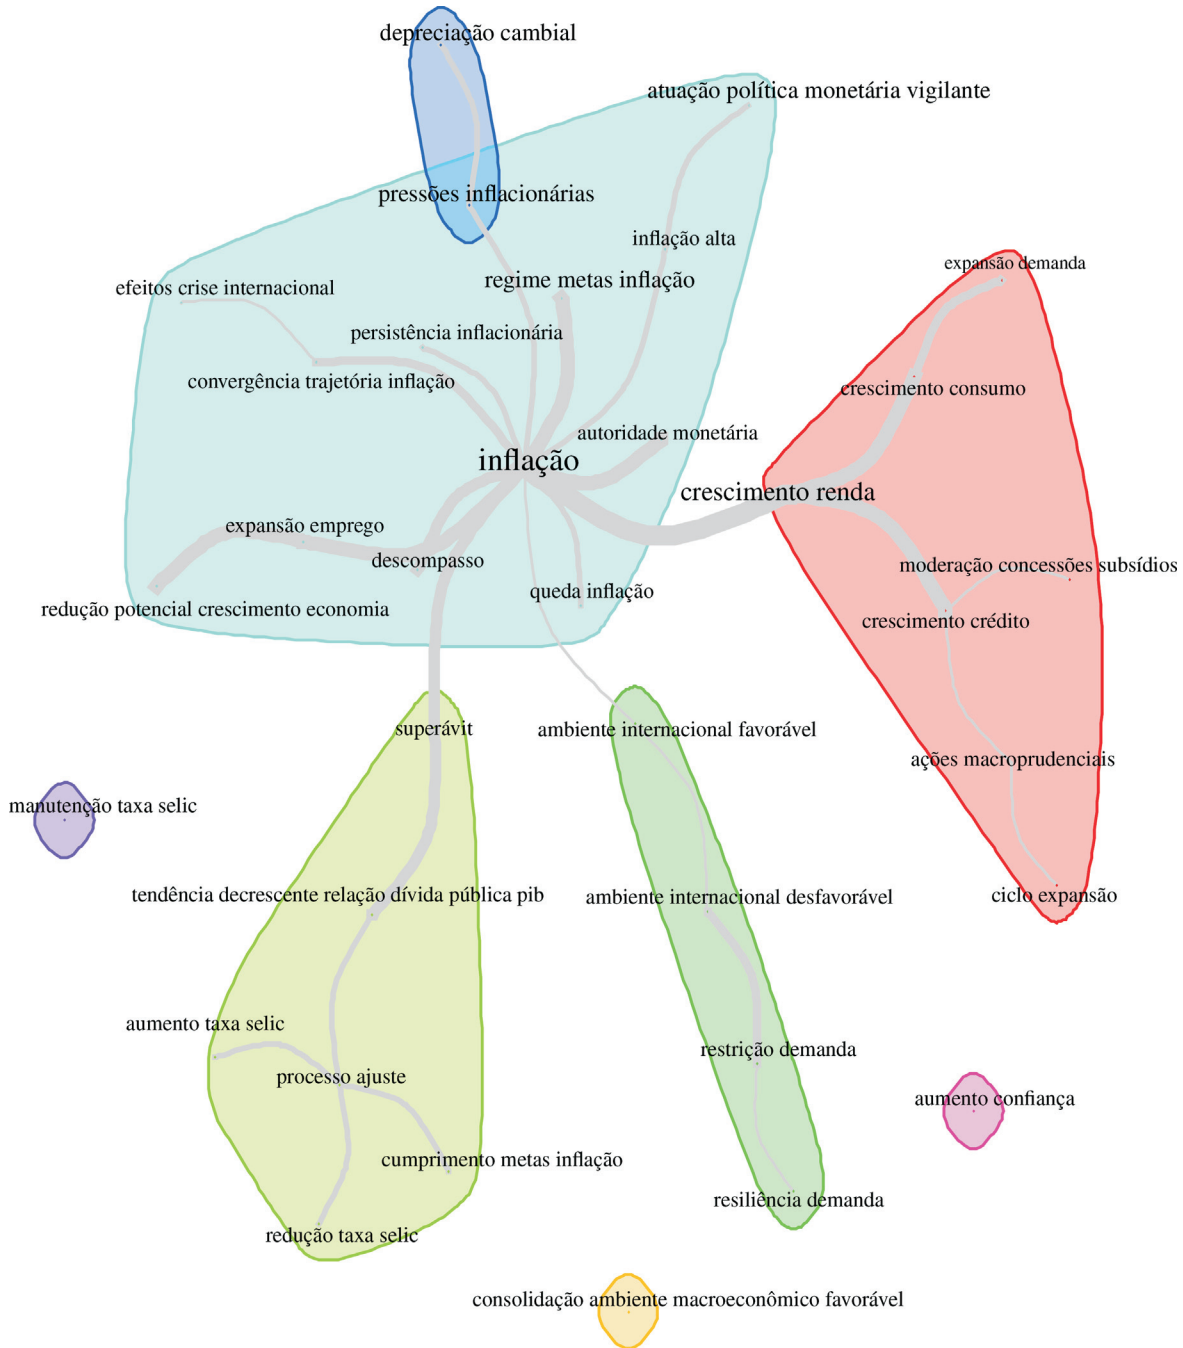 depreciação cambial
atuação política monetária vigilante
pressões inflacionárias
inflação alta
expansão demanda
regime metas inflação
efeitos crise internacional
persistência inflacionária
convergência trajetória inflação
crescimento consumo
autoridade monetária
inflação
crescimento renda
expansão emprego
descompasso
moderação concessões subsídios
queda inflação
redução potencial crescimento economia
crescimento crédito
superávit
ambiente internacional favorável
ações macroprudenciais
manutenção taxa selic
tendência decrescente relação dívida pública pib
ambiente internacional desfavorável
ciclo expansão
aumento taxa selic
restrição demanda
processo ajuste
aumento confiança
cumprimento metas inflação
resiliência demanda
redução taxa selic
consolidação ambiente macroeconômico favorável